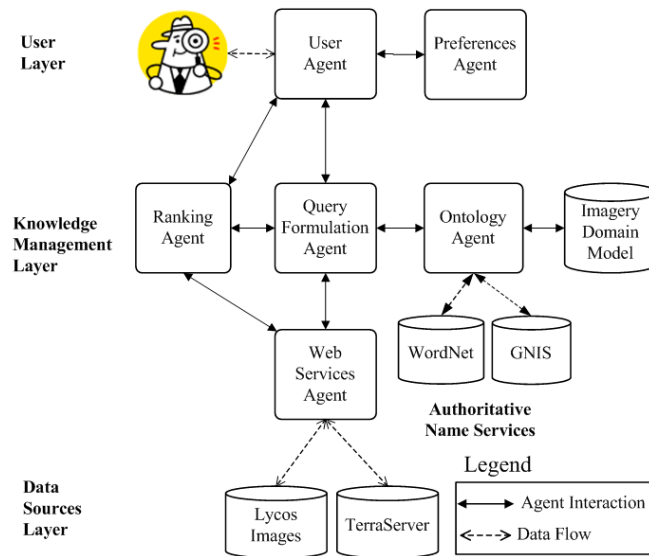 User
Layer
User
Agent
Preferences
Agent
Knowledge
Management
Layer
Ranking
Agent
Query
Formulation
Agent
Ontology
Agent
Imagery
Domain
Model
Web
Services
Agent
WordNet
GNIS
Authoritative
Name Services
Data
Sources
Layer
Lycos
Images
TerraServer
Legend
Agent Interaction
Data Flow